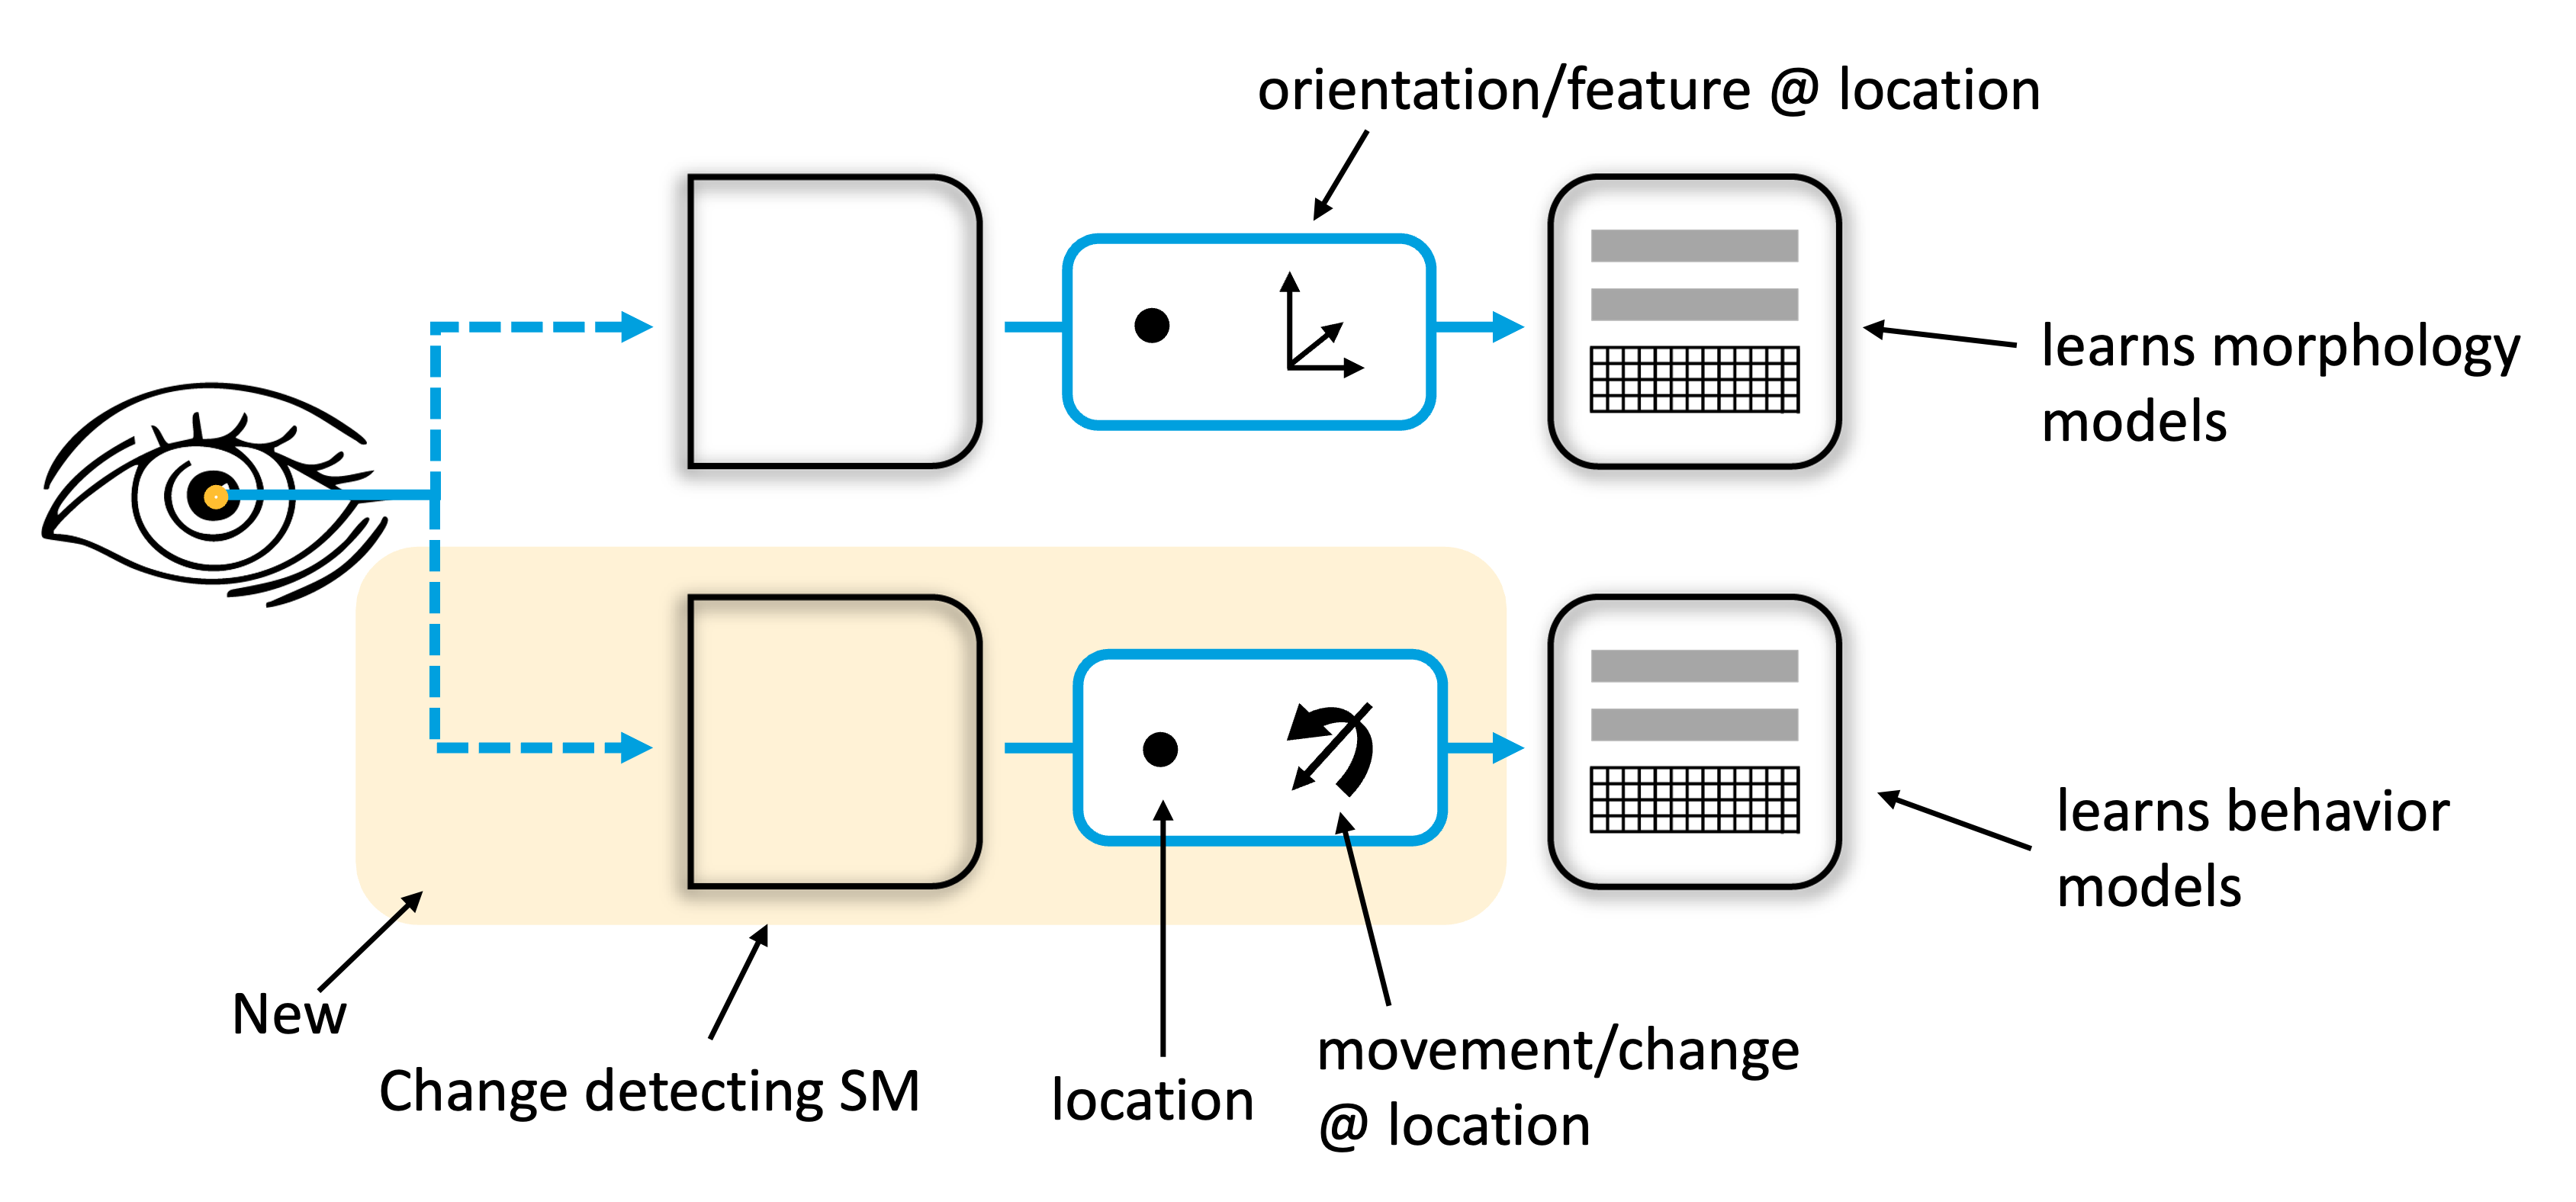 orientation/feature @ location
learns morphology
models
learns behavior
models
New
Change detecting SM
location
movement/change
@ location